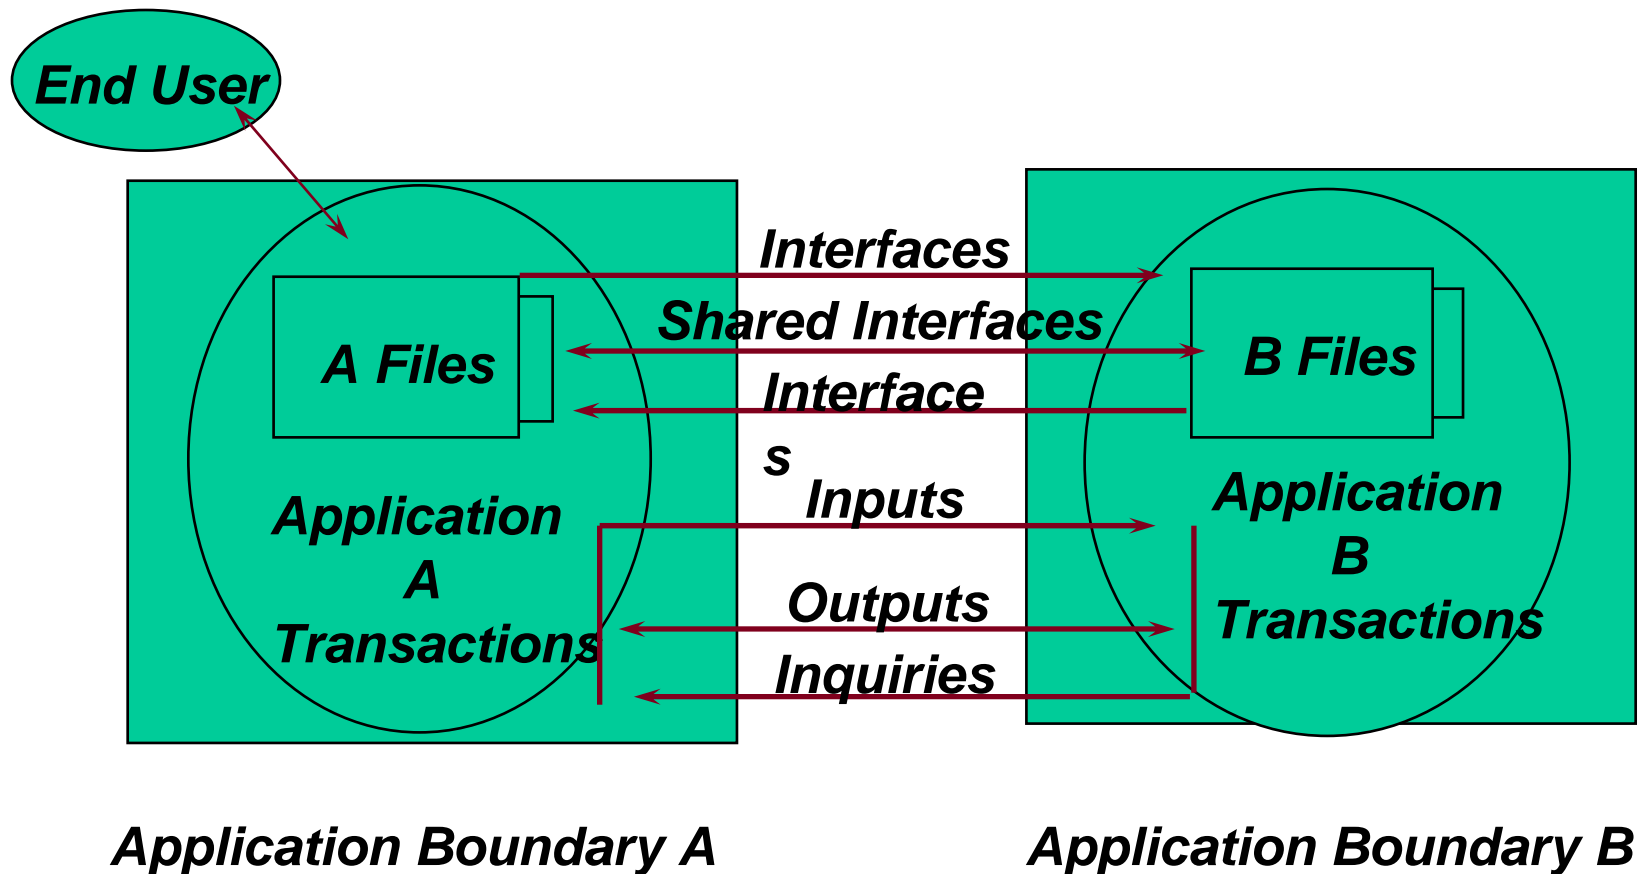 End User
Interfaces
Shared Interfaces
A Files
B Files
Interface
s
Inputs
Application
A
Transactions
Application
B
Transactions
Outputs
Inquiries
Application Boundary A
Application Boundary B